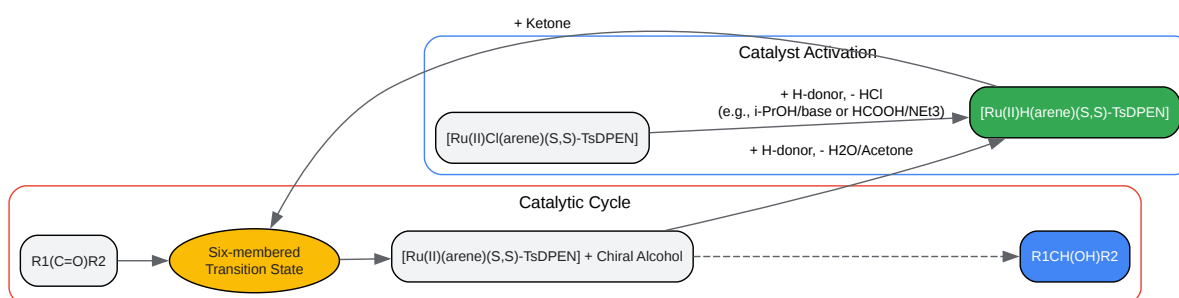 + Ketone
Catalyst Activation
+ H-donor, - HCl
(e.g., i-PrOH/base or HCOOH/NEt3)
[Ru(II)H(arene)(S,S)-TsDPEN]
[Ru(II)Cl(arene)(S,S)-TsDPEN]
+ H-donor, - H2O/Acetone
Catalytic Cycle
R1(C=O)R2
Six-membered
Transition State
[Ru(II)(arene)(S,S)-TsDPEN] + Chiral Alcohol
R1CH(OH)R2